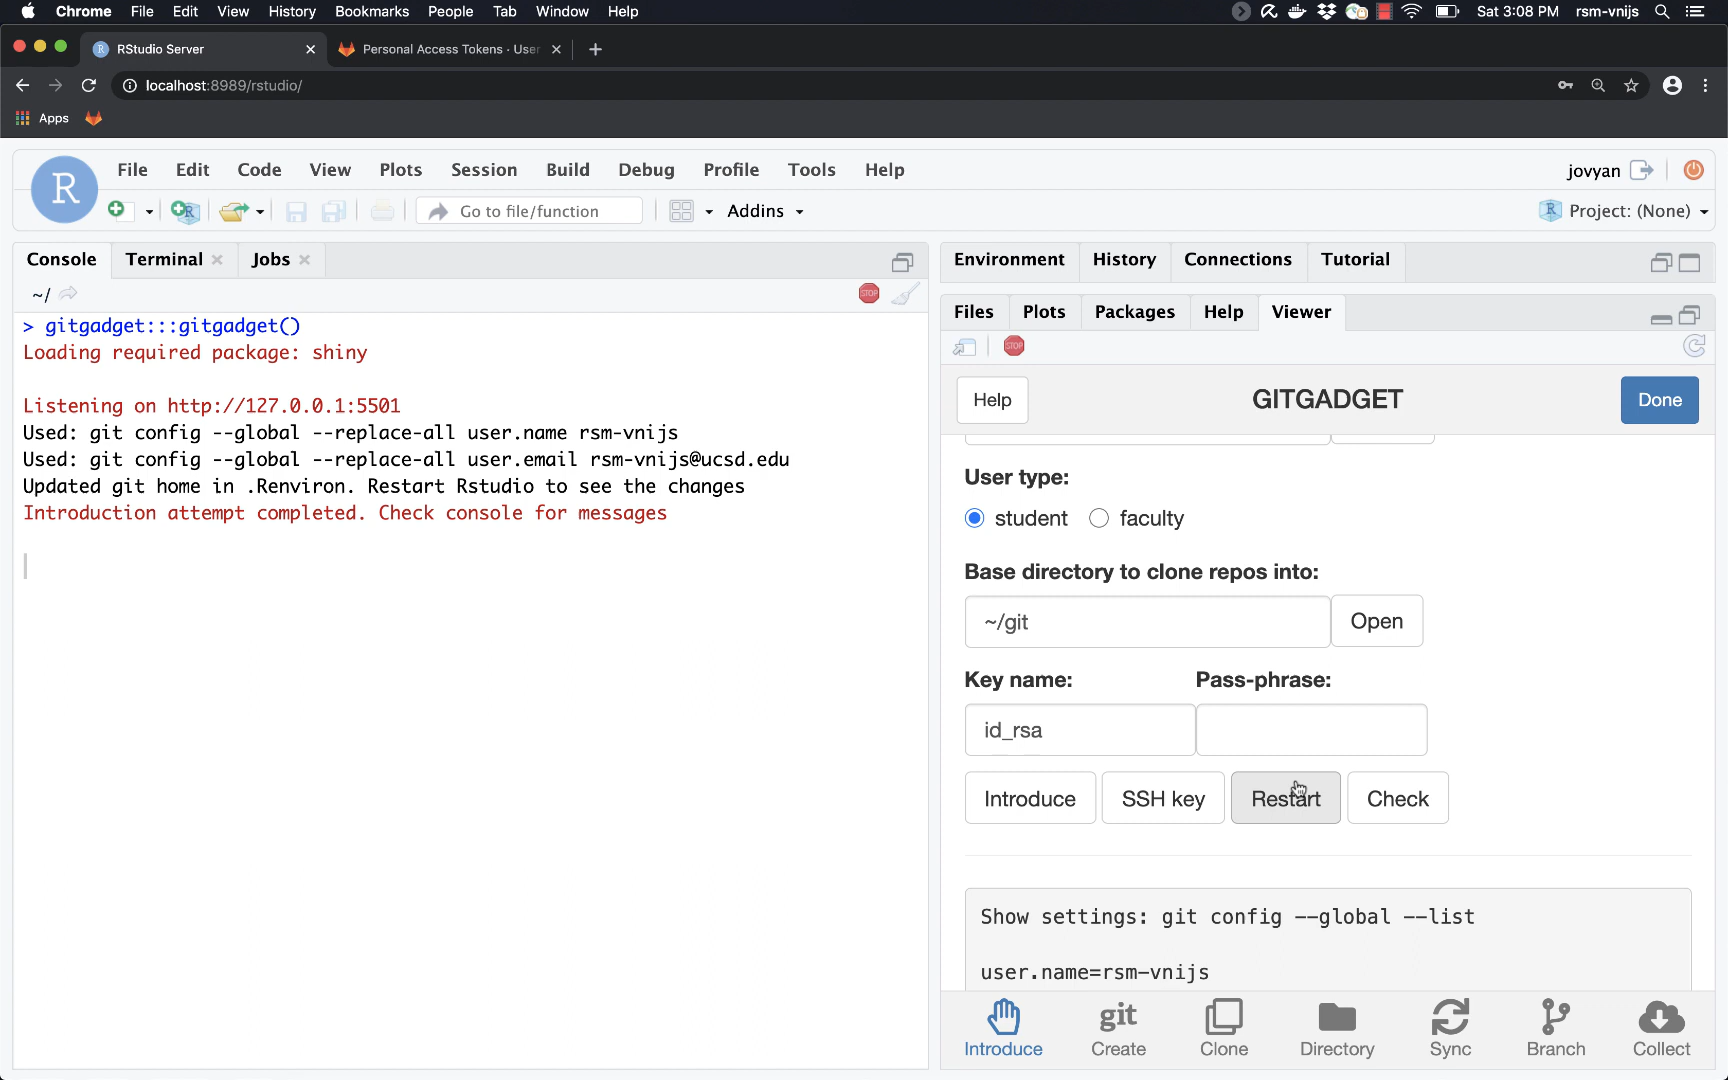 Chrome File Edit View History Bookmarks People Tab Window Help Sat 3:08 PM rsm-vnijs
RStudio Server Personal Access Tokens · User
localhost:8989/rstudio/
Apps
R File Edit Code View Plots Session Build Debug Profile Tools Help jovyan
Go to file/function Addins Project: (None)
Console Terminal Jobs
~/
> gitgadget:::gitgadget()
Loading required package: shiny
Listening on http://127.0.0.1:5501
Used: git config --global --replace-all user.name rsm-vnijs
Used: git config --global --replace-all user.email rsm-vnijs@ucsd.edu
Updated git home in .Renviron. Restart Rstudio to see the changes
Introduction attempt completed. Check console for messages
Environment History Connections Tutorial
Files Plots Packages Help Viewer
STOP
Help GITGADGET Done
User type:
student faculty
Base directory to clone repos into:
~/git Open
Key name: Pass-phrase:
id_rsa
Introduce SSH key Restart Check
Show settings: git config --global --list
user.name=rsm-vnijs
git
Introduce Create Clone Directory Sync Branch Collect